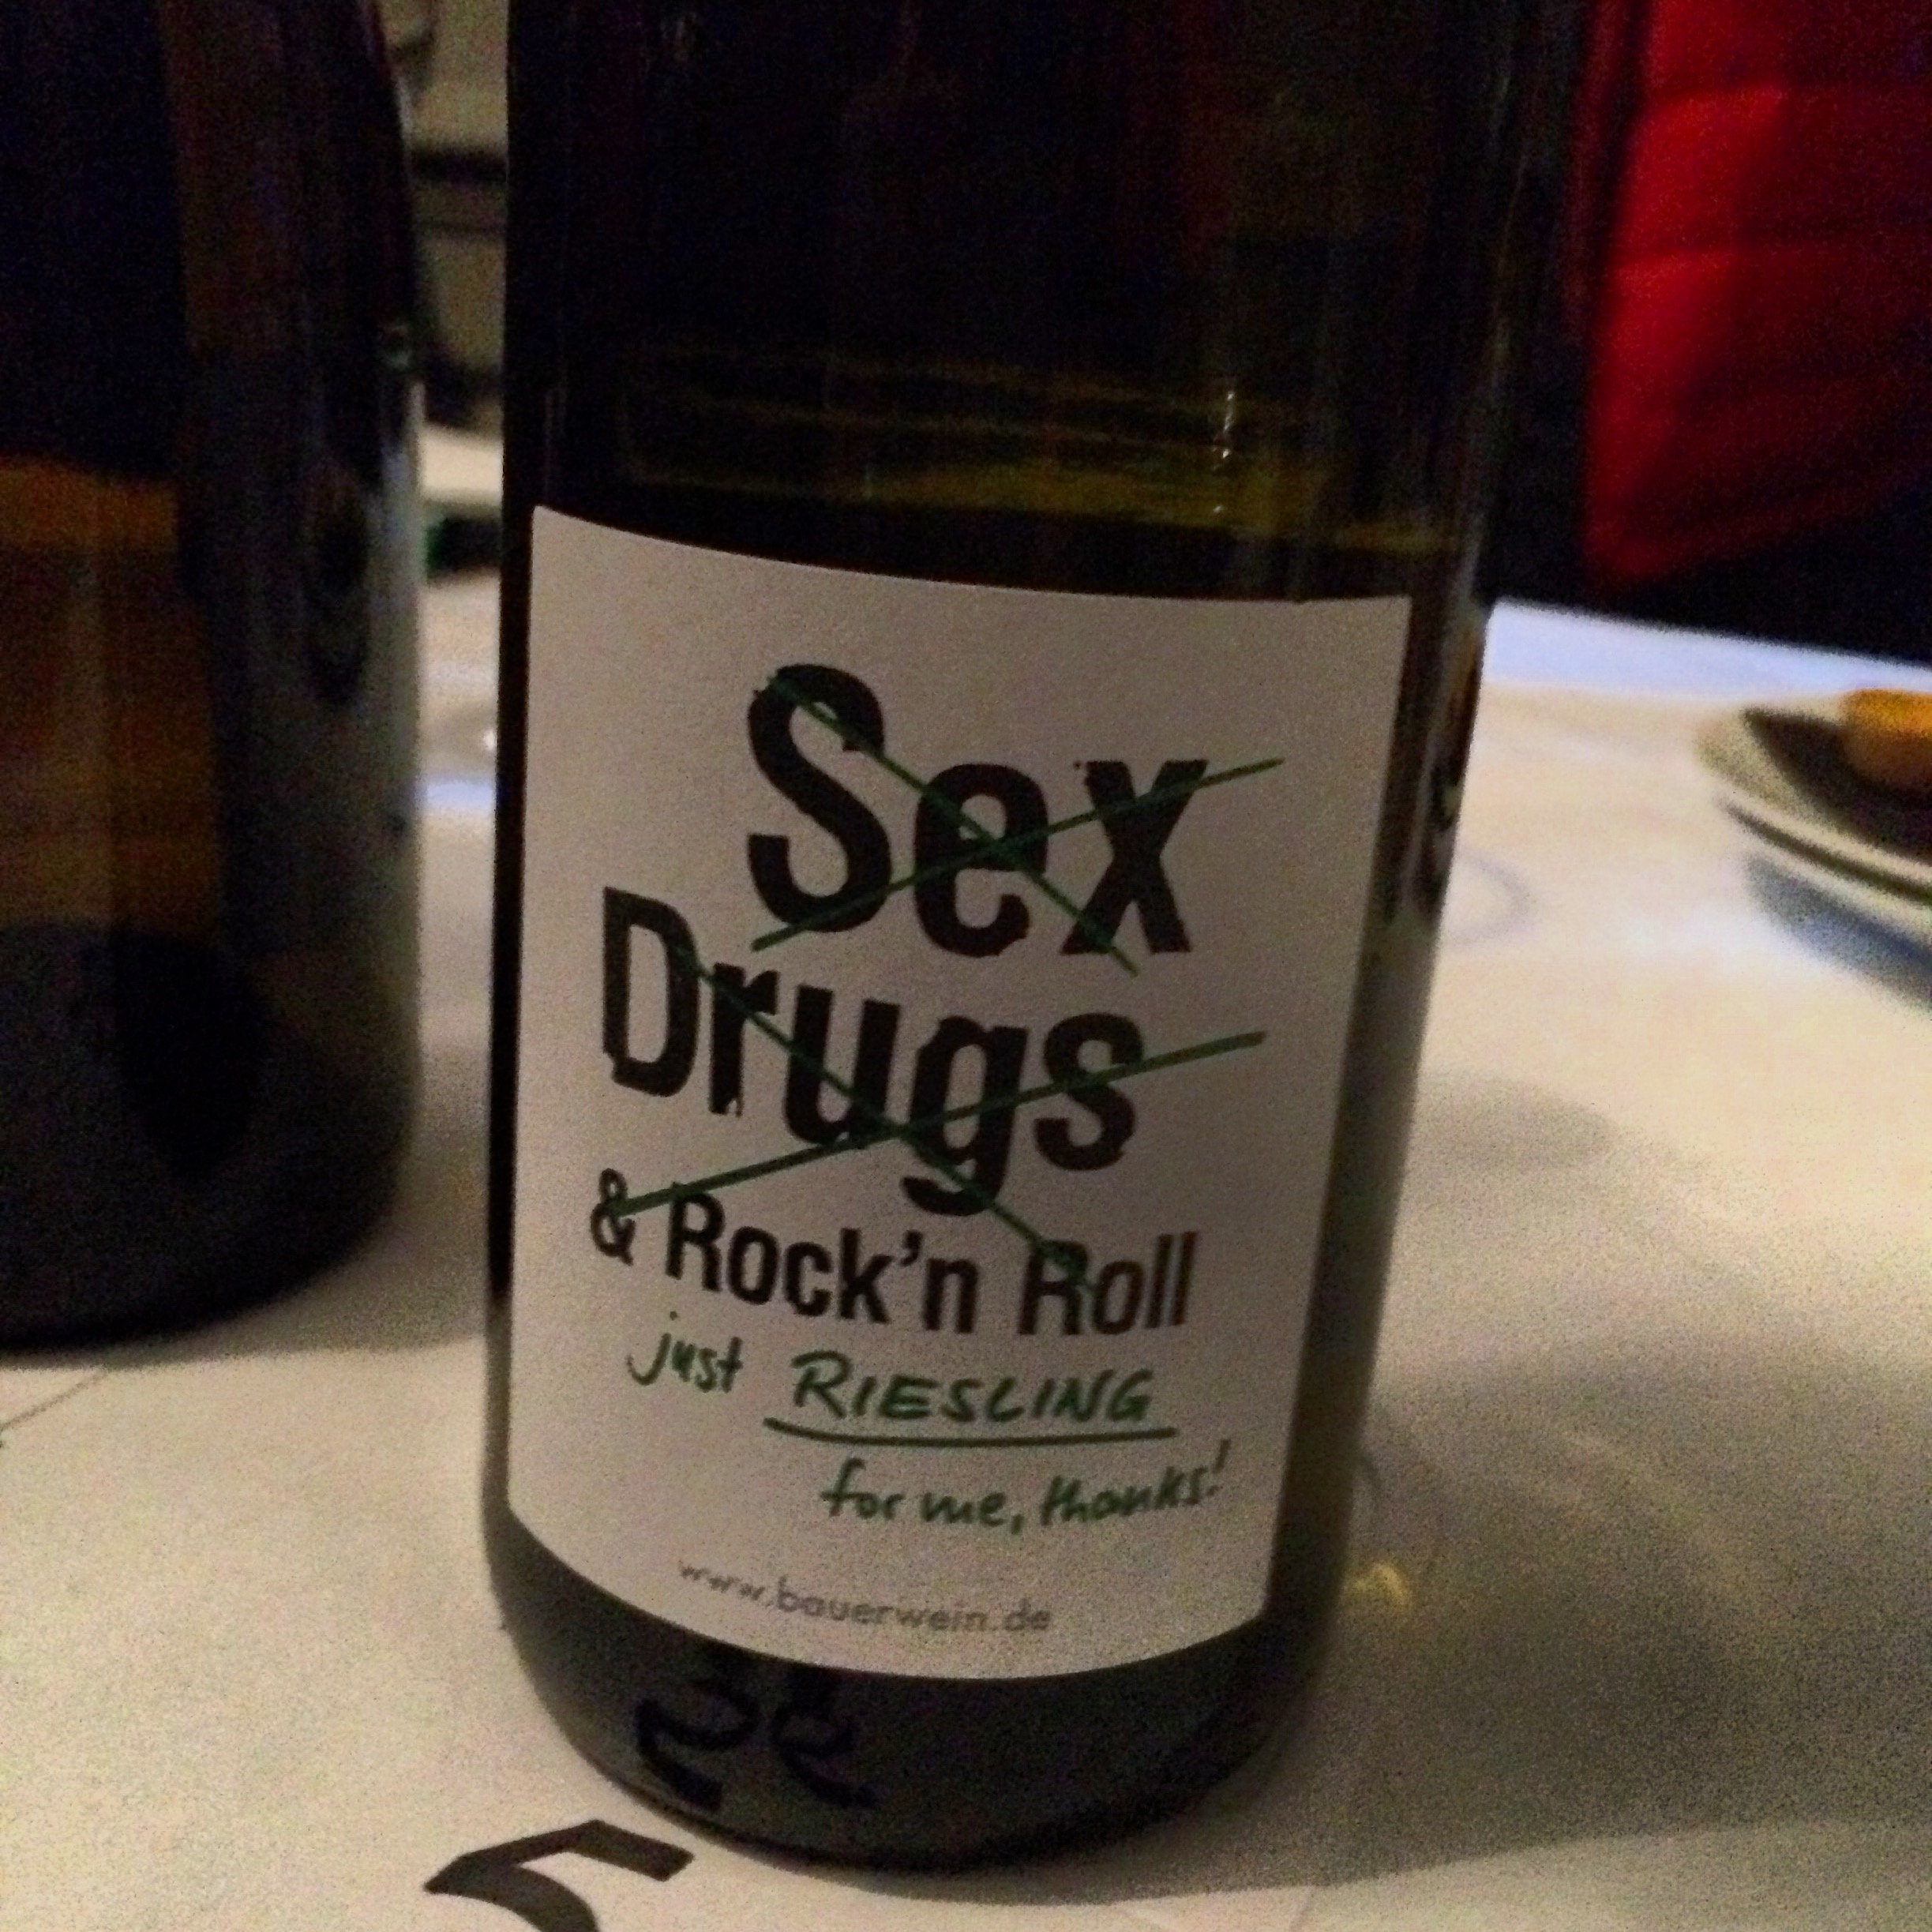 Sex
Drugs
& Rock'n Roll
just RIESLING
for me, thanks!
www.bauerwein.de